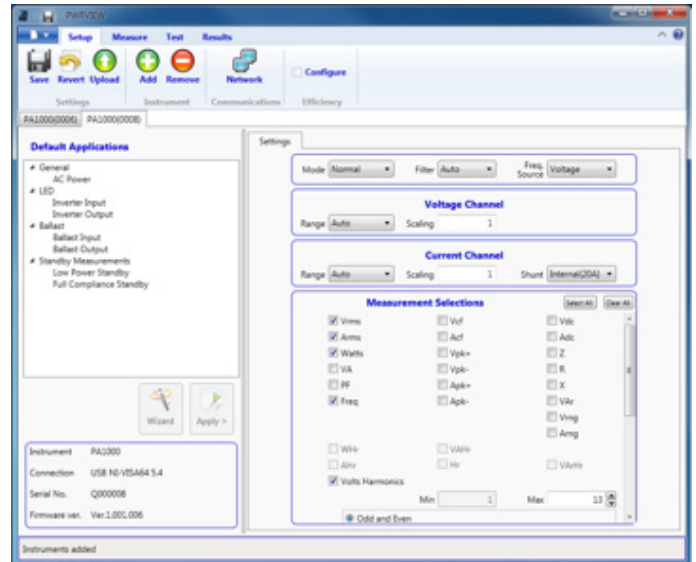 PWRVIEW
Setup Measure Test Results
Save Revert Upload Add Remove Network Configure
Settings Instrument Communications Efficiency
PA1000(0006) PA1000(0008)
Default Applications
General
AC Power
LED
Inverter Input
Inverter Output
Ballast
Ballast Input
Ballast Output
Standby Measurements
Low Power Standby
Full Compliance Standby
Wizard Apply >
Instrument PA1000
Connection USB NI-VISA64 5.4
Serial No. Q000008
Firmware ver. Ver.1.001.006
Settings
Mode Normal Filter Auto Freq. Source Voltage
Voltage Channel
Range Auto Scaling 1
Current Channel
Range Auto Scaling 1 Shunt Internal(20A)
Measurement Selections Select All Clear All
Vrms Vcf Vdc
Arms Acf Adc
Watts Vpk+ Z
VA Vpk- R
PF Apk+ X
Freq Apk- VAr
Vrng
Arng
WHr VAHr
AHr Hr VArHr
Volts Harmonics
Min 1 Max 13
Odd and Even
Instruments added